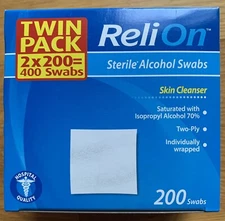 TWIN
PACK
2x200=
400 Swabs
ReliOn™
Sterile Alcohol Swabs
Skin Cleanser
Saturated with
Isopropyl Alcohol 70%
Two-Ply
Individually
wrapped
HOSPITAL
QUALITY
200 Swabs